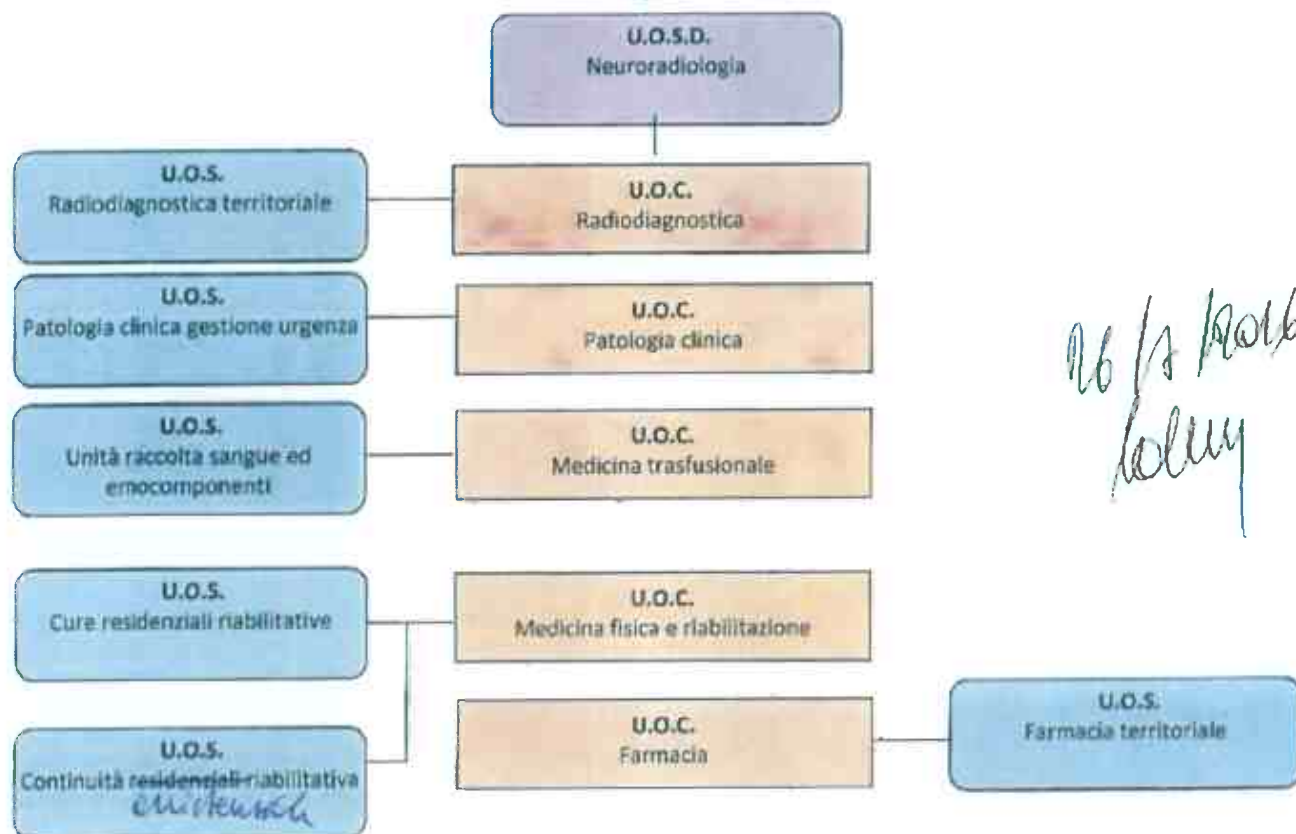 U.O.S.D.
Neuroradiologia
U.O.S.
Radiodiagnostica territoriale
U.O.C.
Radiodiagnostica
U.O.S.
Patologia clinica gestione urgenza
U.O.C.
Patologia clinica
U.O.S.
Unità raccolta sangue ed
emocomponenti
U.O.C.
Medicina trasfusionale
U.O.S.
Cure residenziali riabilitative
U.O.C.
Medicina fisica e riabilitazione
U.O.S.
Continuità residenziali riabilitativa
U.O.C.
Farmacia
U.O.S.
Farmacia territoriale